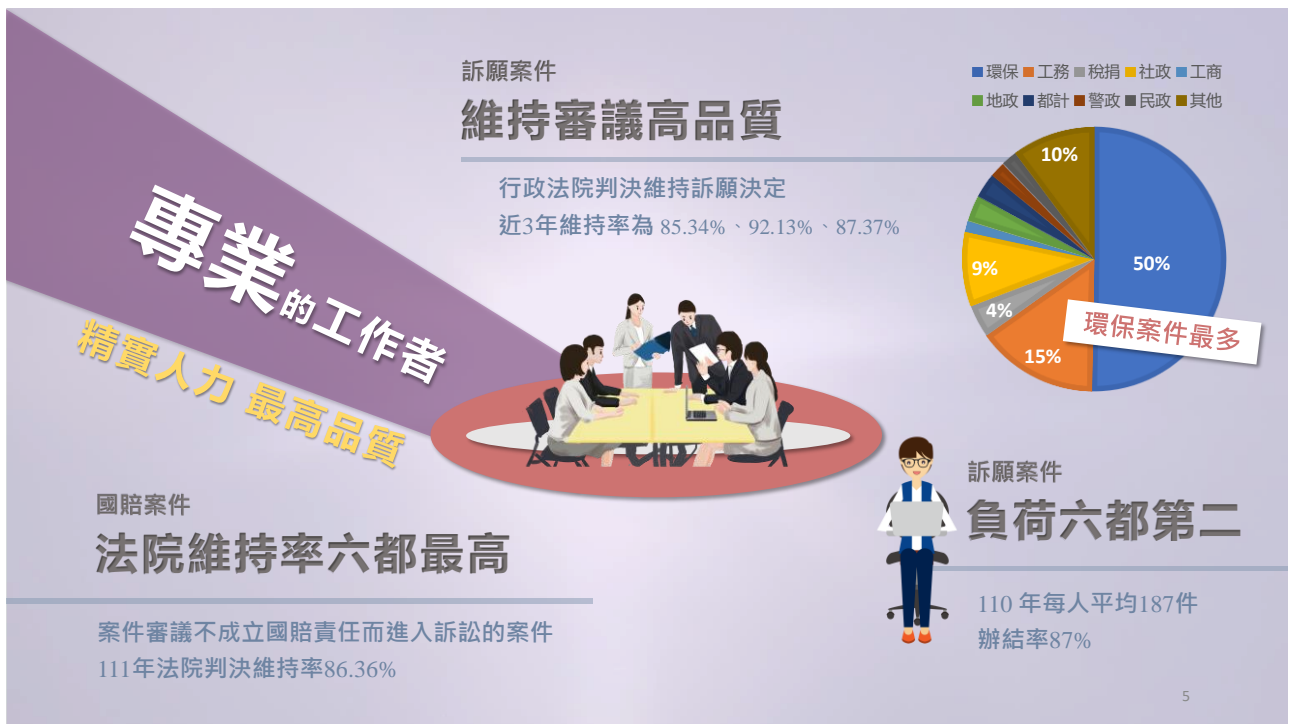 訴願案件
維持審議高品質
行政法院判決維持訴願決定
近3年維持率為 85.34%、92.13%、87.37%
環保 工務 稅捐 社政 工商
地政 都計 警政 民政 其他
10%
50%
9%
4%
15%
環保案件最多
專業的工作者
精實人力 最高品質
國賠案件
法院維持率六都最高
案件審議不成立國賠責任而進入訴訟的案件
111年法院判決維持率86.36%
訴願案件
負荷六都第二
110 年每人平均187件
辦結率87%
5